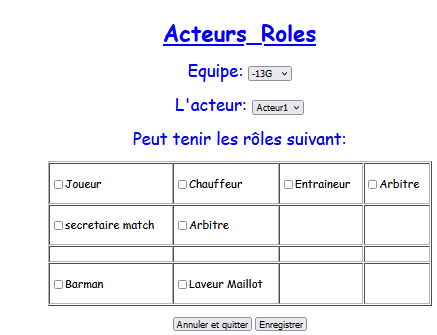 Acteurs_Roles
Equipe: -13G
L'acteur: Acteur1
Peut tenir les rôles suivant:
Joueur Chauffeur Entraineur Arbitre
secretaire match Arbitre
Barman Laveur Maillot
Annuler et quitter Enregistrer